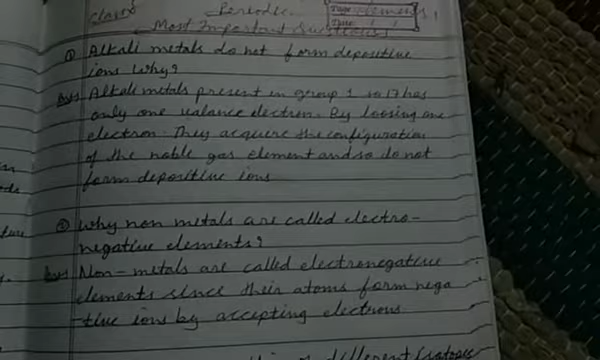 Class
Periodic
elements
Most Important Questions
① Alkali metals do not form depositive
ions Why?
Ans) Alkali metals present in group 1 so 17 has
only one valance electron. By loosing one
electron. They acquire the configuration
of the noble gas element and so do not
form depositive ions
② Why non metals are called electro-
negative elements?
Ans) Non-metals are called electronegative
elements since their atoms form nega
-tive ions by accepting electrons
of different